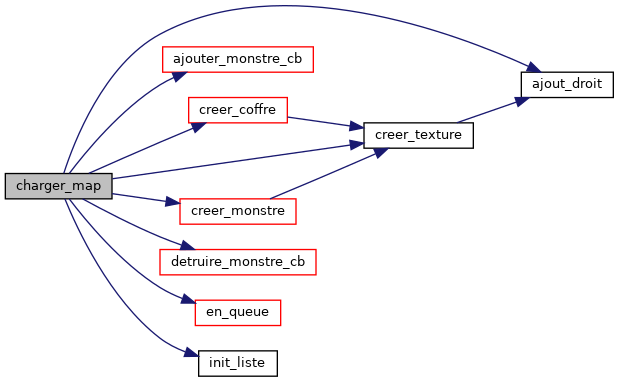 ajouter_monstre_cb
ajout_droit
creer_coffre
creer_texture
charger_map
creer_monstre
detruire_monstre_cb
en_queue
init_liste